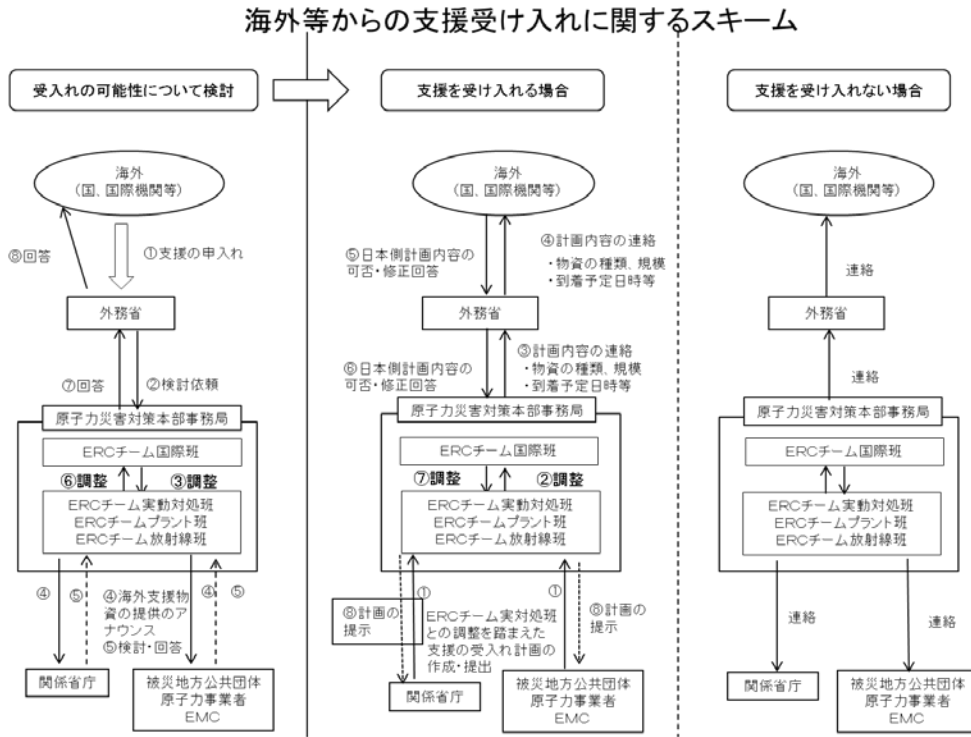 海外等からの支援受け入れに関するスキーム
受入れの可能性について検討
海外
(国、国際機関等)
⑧回答
①支援の申入れ
外務省
⑦回答
②検討依頼
原子力災害対策本部事務局
ERCチーム国際班
⑥調整
③調整
ERCチーム実動対処班
ERCチームプラント班
ERCチーム放射線班
④
⑤
④海外支援物
資の提供のア
ナウンス
⑤検討・回答
④
⑤
関係省庁
被災地方公共団体
原子力事業者
EMC
支援を受け入れる場合
海外
(国、国際機関等)
⑤日本側計画内容の
可否・修正回答
④計画内容の連絡
・物資の種類、規模
・到着予定日時等
外務省
⑥日本側計画内容の
可否・修正回答
③計画内容の連絡
・物資の種類、規模
・到着予定日時等
原子力災害対策本部事務局
ERCチーム国際班
⑦調整
②調整
ERCチーム実動対処班
ERCチームプラント班
ERCチーム放射線班
⑧計画の
提示
①
ERCチーム実対処班
との調整を踏まえた
支援の受入れ計画の
作成・提出
①
⑧計画の
提示
関係省庁
被災地方公共団体
原子力事業者
EMC
支援を受け入れない場合
海外
(国、国際機関等)
連絡
外務省
連絡
原子力災害対策本部事務局
ERCチーム国際班
ERCチーム実動対処班
ERCチームプラント班
ERCチーム放射線班
連絡
連絡
関係省庁
被災地方公共団体
原子力事業者
EMC